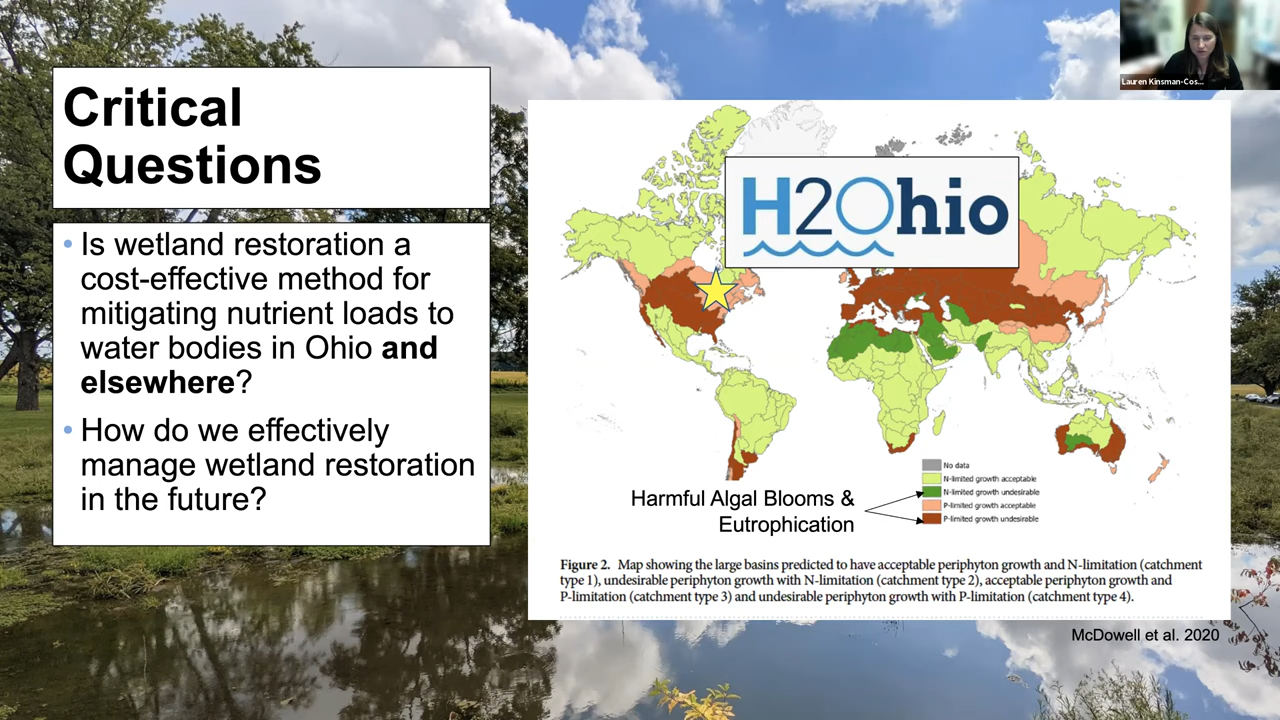 Lauren Kinsman-Cos...
Critical
Questions
• Is wetland restoration a
cost-effective method for
mitigating nutrient loads to
water bodies in Ohio and
elsewhere?
• How do we effectively
manage wetland restoration
in the future?
H2Ohio
No data
N-limited growth acceptable
N-limited growth undesirable
P-limited growth acceptable
P-limited growth undesirable
Harmful Algal Blooms &
Eutrophication
Figure 2. Map showing the large basins predicted to have acceptable periphyton growth and N-limitation (catchment
type 1), undesirable periphyton growth with N-limitation (catchment type 2), acceptable periphyton growth and
P-limitation (catchment type 3) and undesirable periphyton growth with P-limitation (catchment type 4).
McDowell et al. 2020